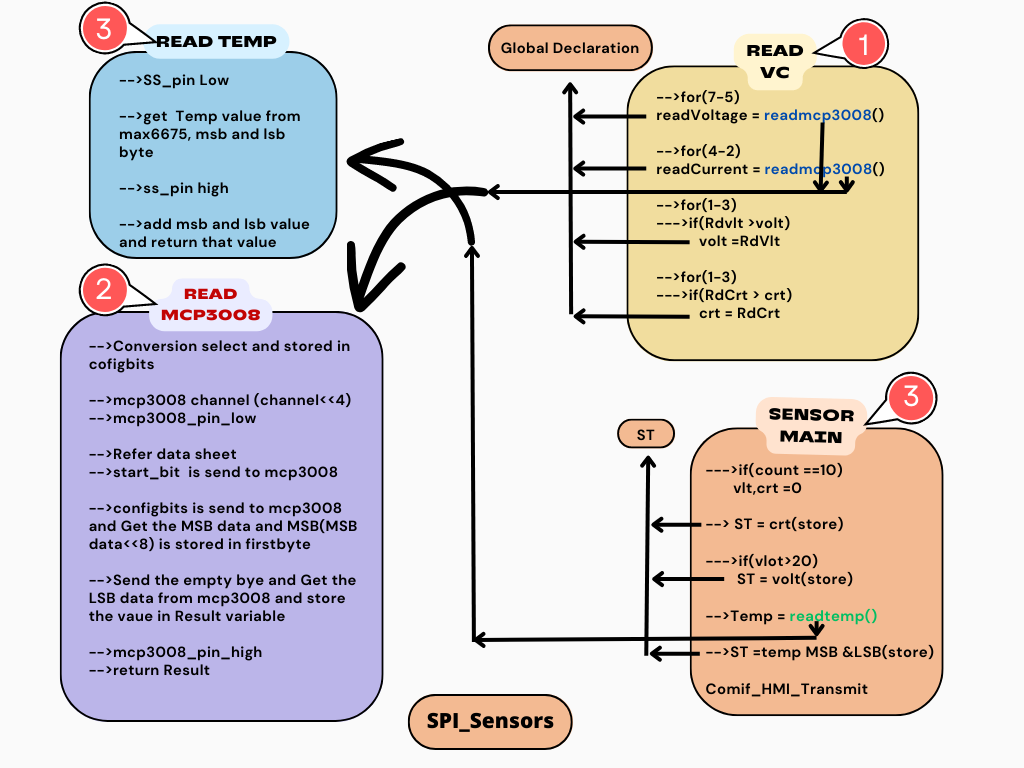 3
READ TEMP
-->SS_pin Low
-->get  Temp value from
max6675, msb and lsb
byte
-->ss_pin high
-->add msb and lsb value
and return that value
2
READ
MCP3008
-->Conversion select and stored in
cofigbits
-->mcp3008 channel (channel<<4)
-->mcp3008_pin_low
-->Refer data sheet
-->start_bit  is send to mcp3008
-->configbits is send to mcp3008
and Get the MSB data and MSB(MSB
data<<8) is stored in firstbyte
-->Send the empty bye and Get the
LSB data from mcp3008 and store
the vaue in Result variable
-->mcp3008_pin_high
-->return Result
Global Declaration
1
READ
VC
-->for(7-5)
readVoltage = readmcp3008()
-->for(4-2)
readCurrent = readmcp3008()
-->for(1-3)
--->if(Rdvlt >volt)
volt =RdVlt
-->for(1-3)
--->if(RdCrt > crt)
crt = RdCrt
3
SENSOR
MAIN
ST
--->if(count ==10)
vlt,crt =0
--> ST = crt(store)
--->if(vlot>20)
ST = volt(store)
-->Temp = readtemp()
-->ST =temp MSB &LSB(store)
Comif_HMI_Transmit
SPI_Sensors